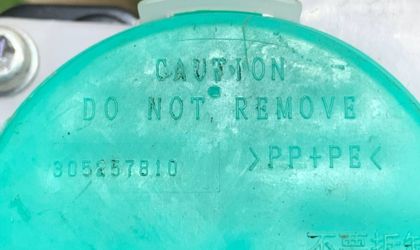 CAUTION
DO NOT REMOVE
305257810 >PP+PE<